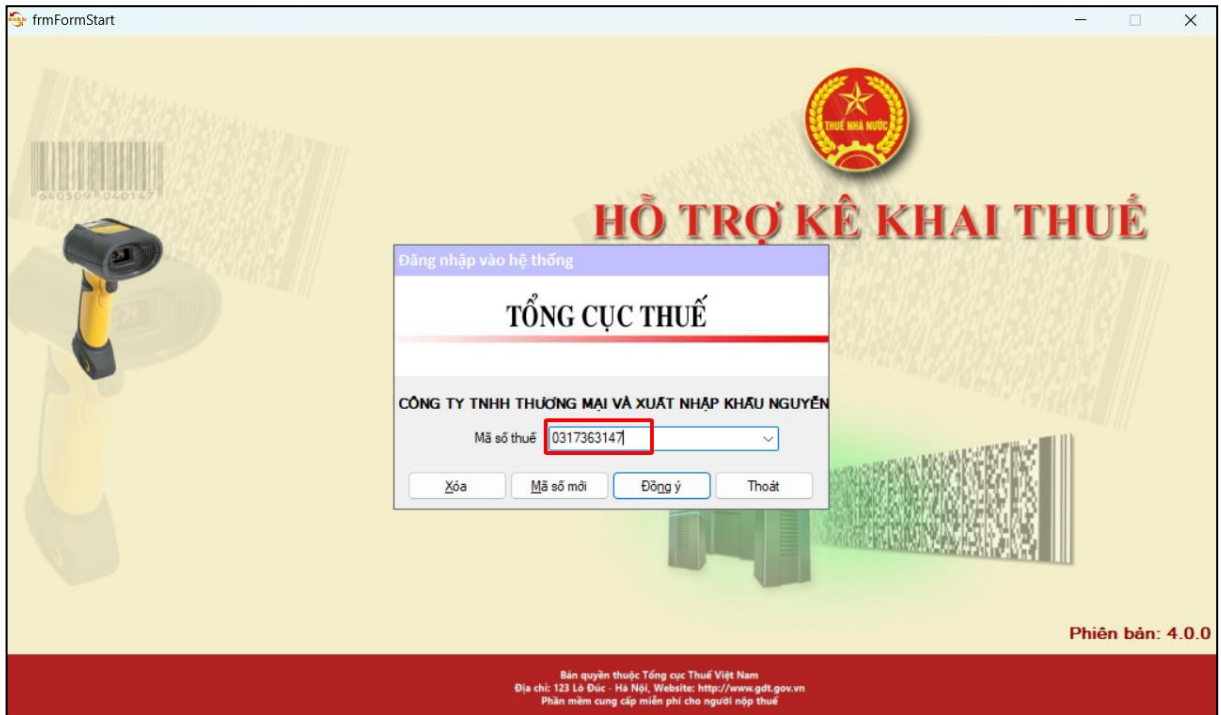 frmFormStart
THUẾ NHÀ NƯỚC
640509 040147
HỖ TRỢ KÊ KHAI THUẾ
Đăng nhập vào hệ thống
TỔNG CỤC THUẾ
CÔNG TY TNHH THƯƠNG MẠI VÀ XUẤT NHẬP KHẨU NGUYỄN
Mã số thuế 0317363147
Xóa Mã số mới Đồng ý Thoát
Phiên bản: 4.0.0
Bản quyền thuộc Tổng cục Thuế Việt Nam
Địa chỉ: 123 Lò Đúc - Hà Nội, Website: http://www.gdt.gov.vn
Phần mềm cung cấp miễn phí cho người nộp thuế